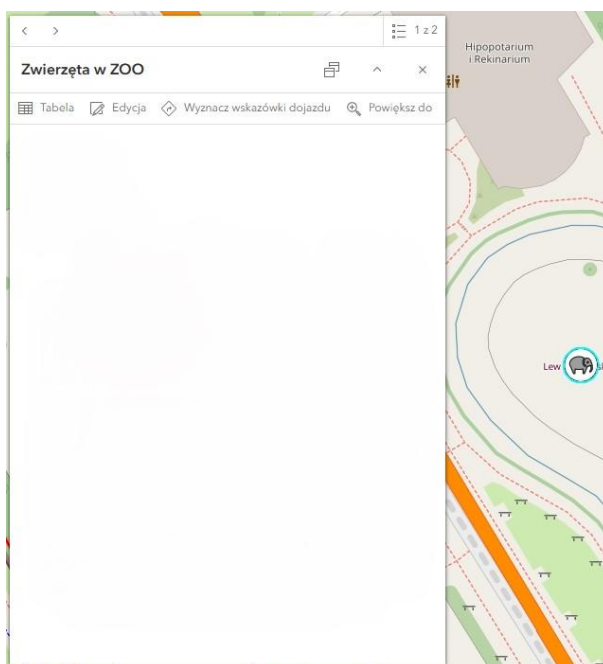 1 z 2
Zwierzęta w ZOO
Tabela Edycja Wyznacz wskazówki dojazdu Powiększ do
Hipopotarium
i Rekinarium
Lew